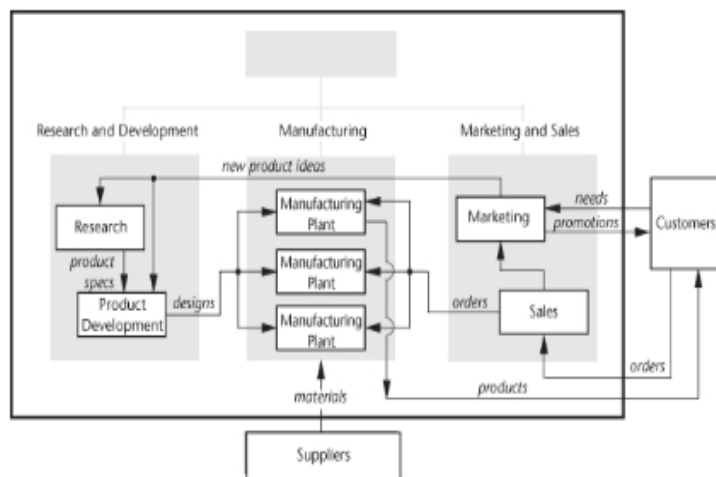 Research and Development
Manufacturing
Marketing and Sales
new product ideas
needs
promotions
Research
Manufacturing
Plant
Marketing
Customers
product
specs
Manufacturing
Plant
Product
Development
designs
Manufacturing
Plant
orders
Sales
orders
materials
products
Suppliers